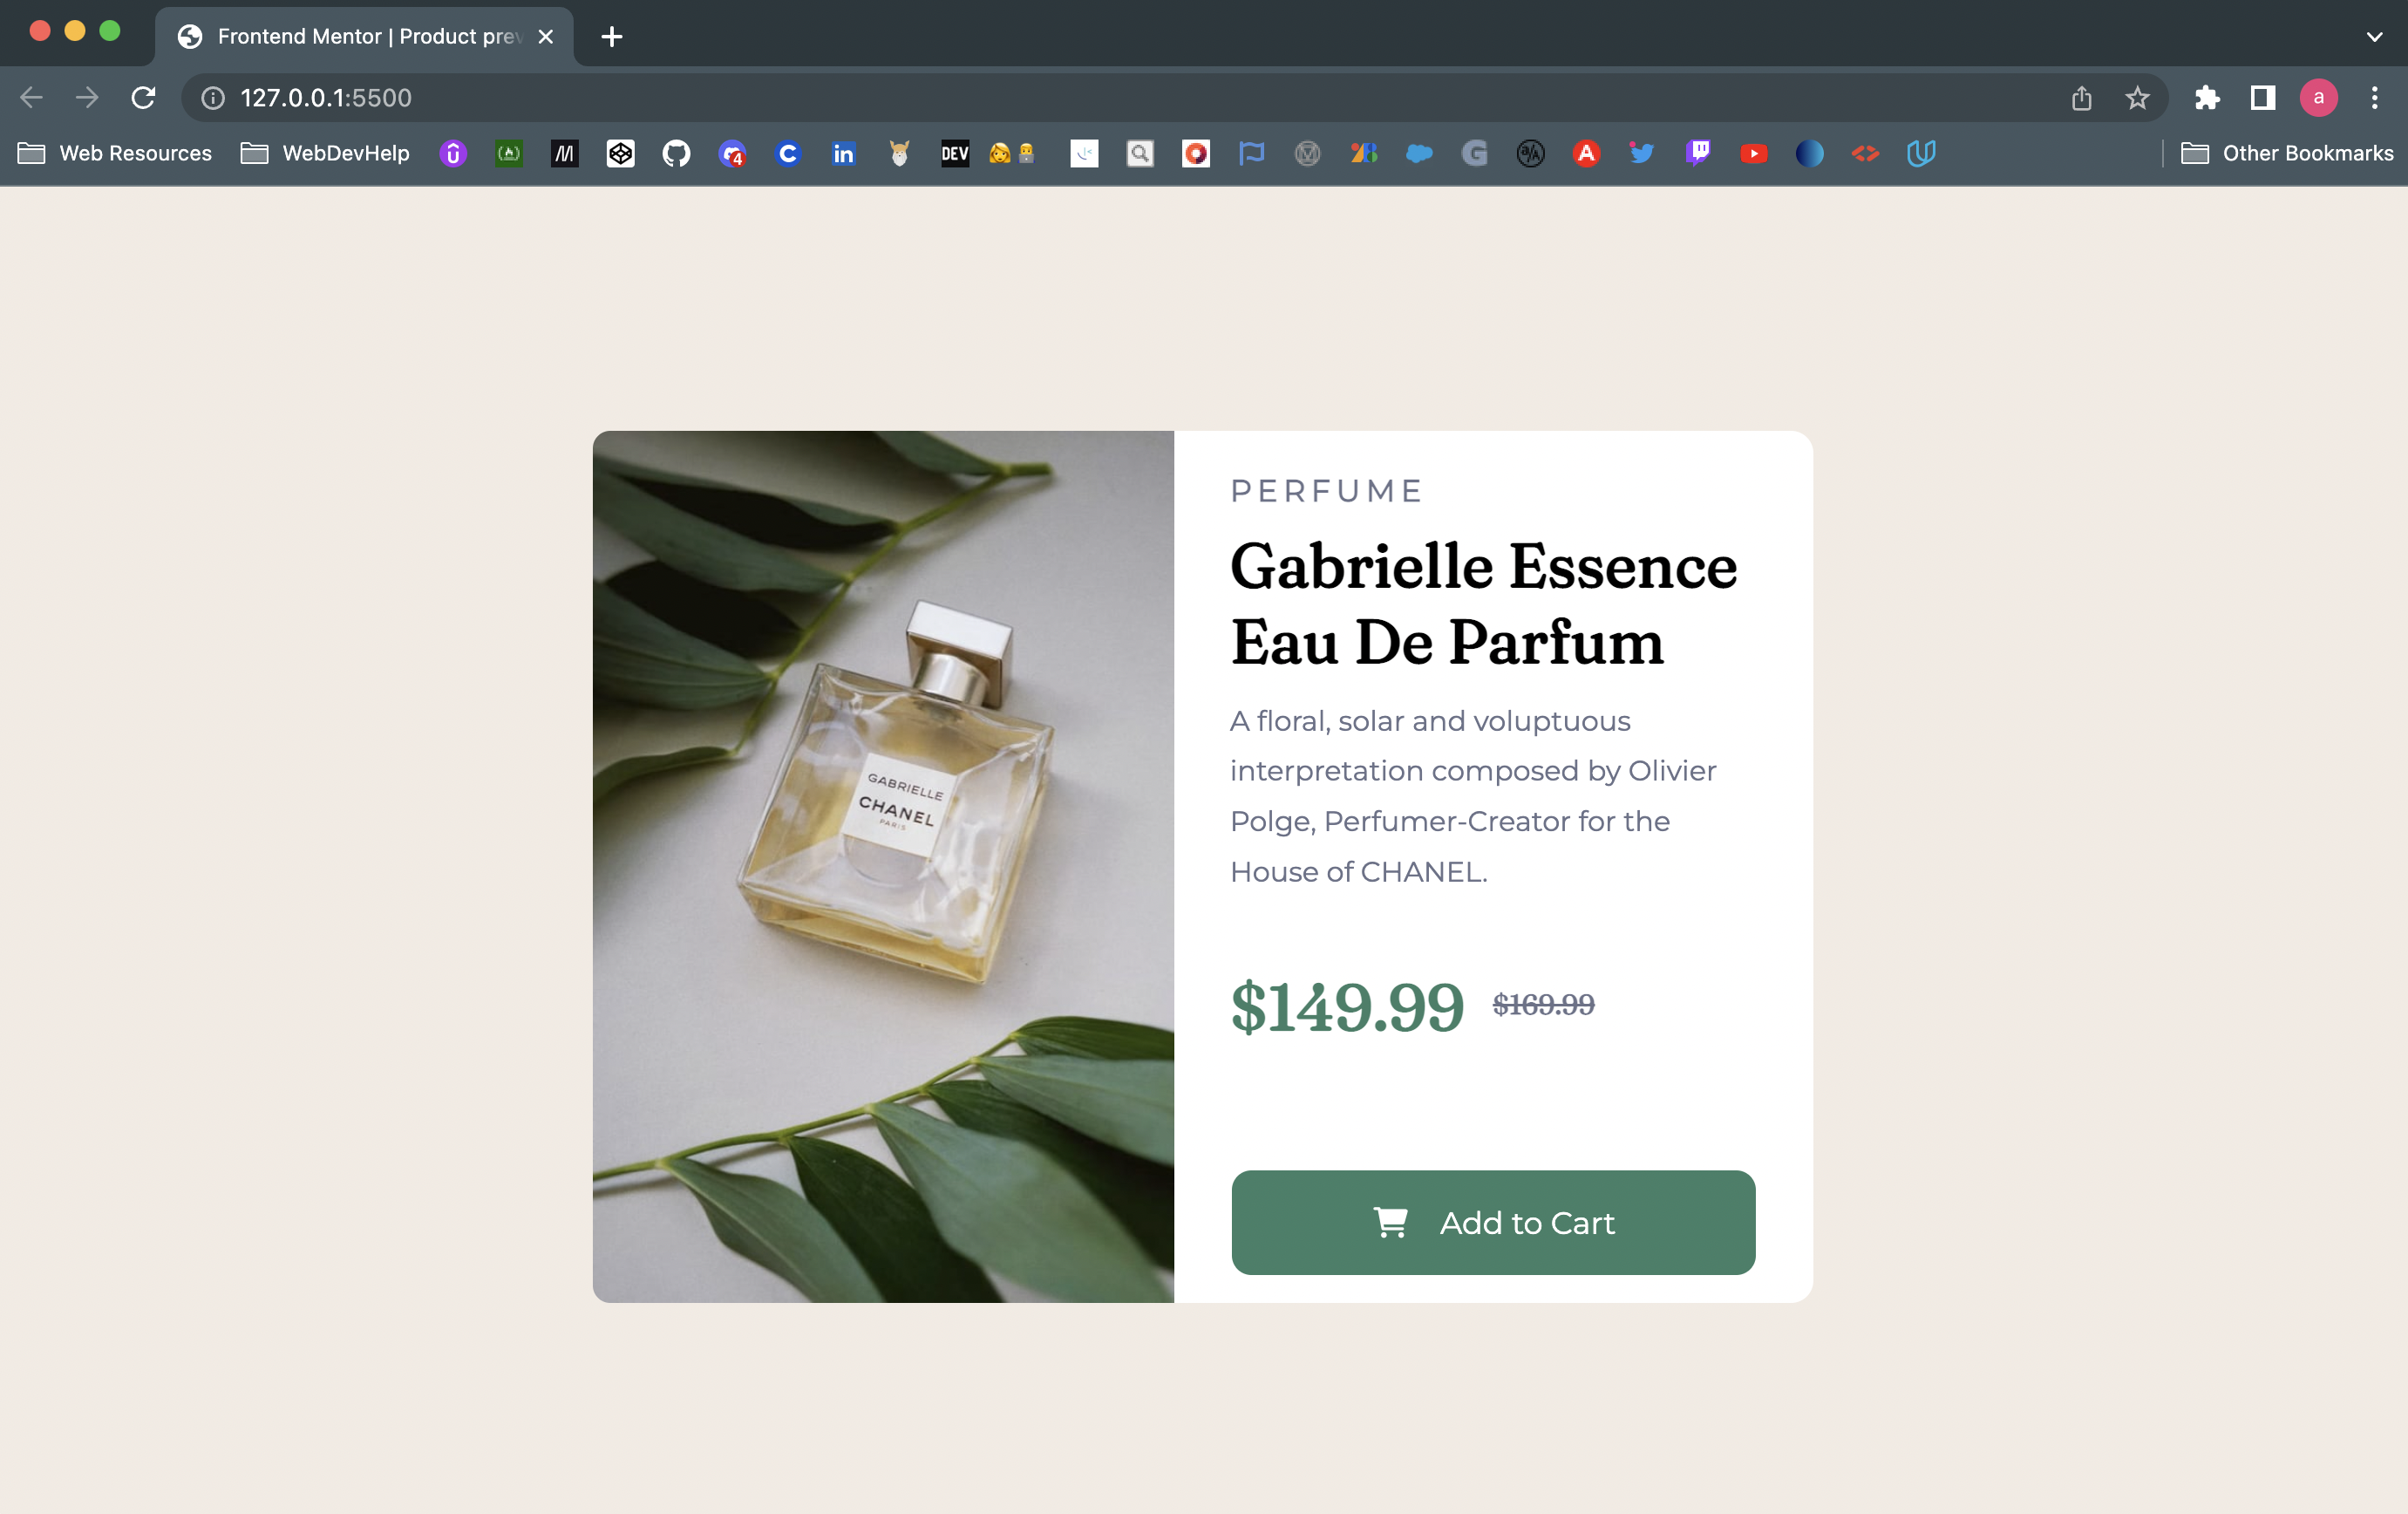 Frontend Mentor | Product prev
127.0.0.1:5500
a
Web Resources
WebDevHelp
4
C
in
DEV
G
A
Other Bookmarks
PERFUME
Gabrielle Essence
Eau De Parfum
A floral, solar and voluptuous
interpretation composed by Olivier
Polge, Perfumer-Creator for the
House of CHANEL.
$149.99 $169.99
Add to Cart
GABRIELLE
CHANEL
PARIS